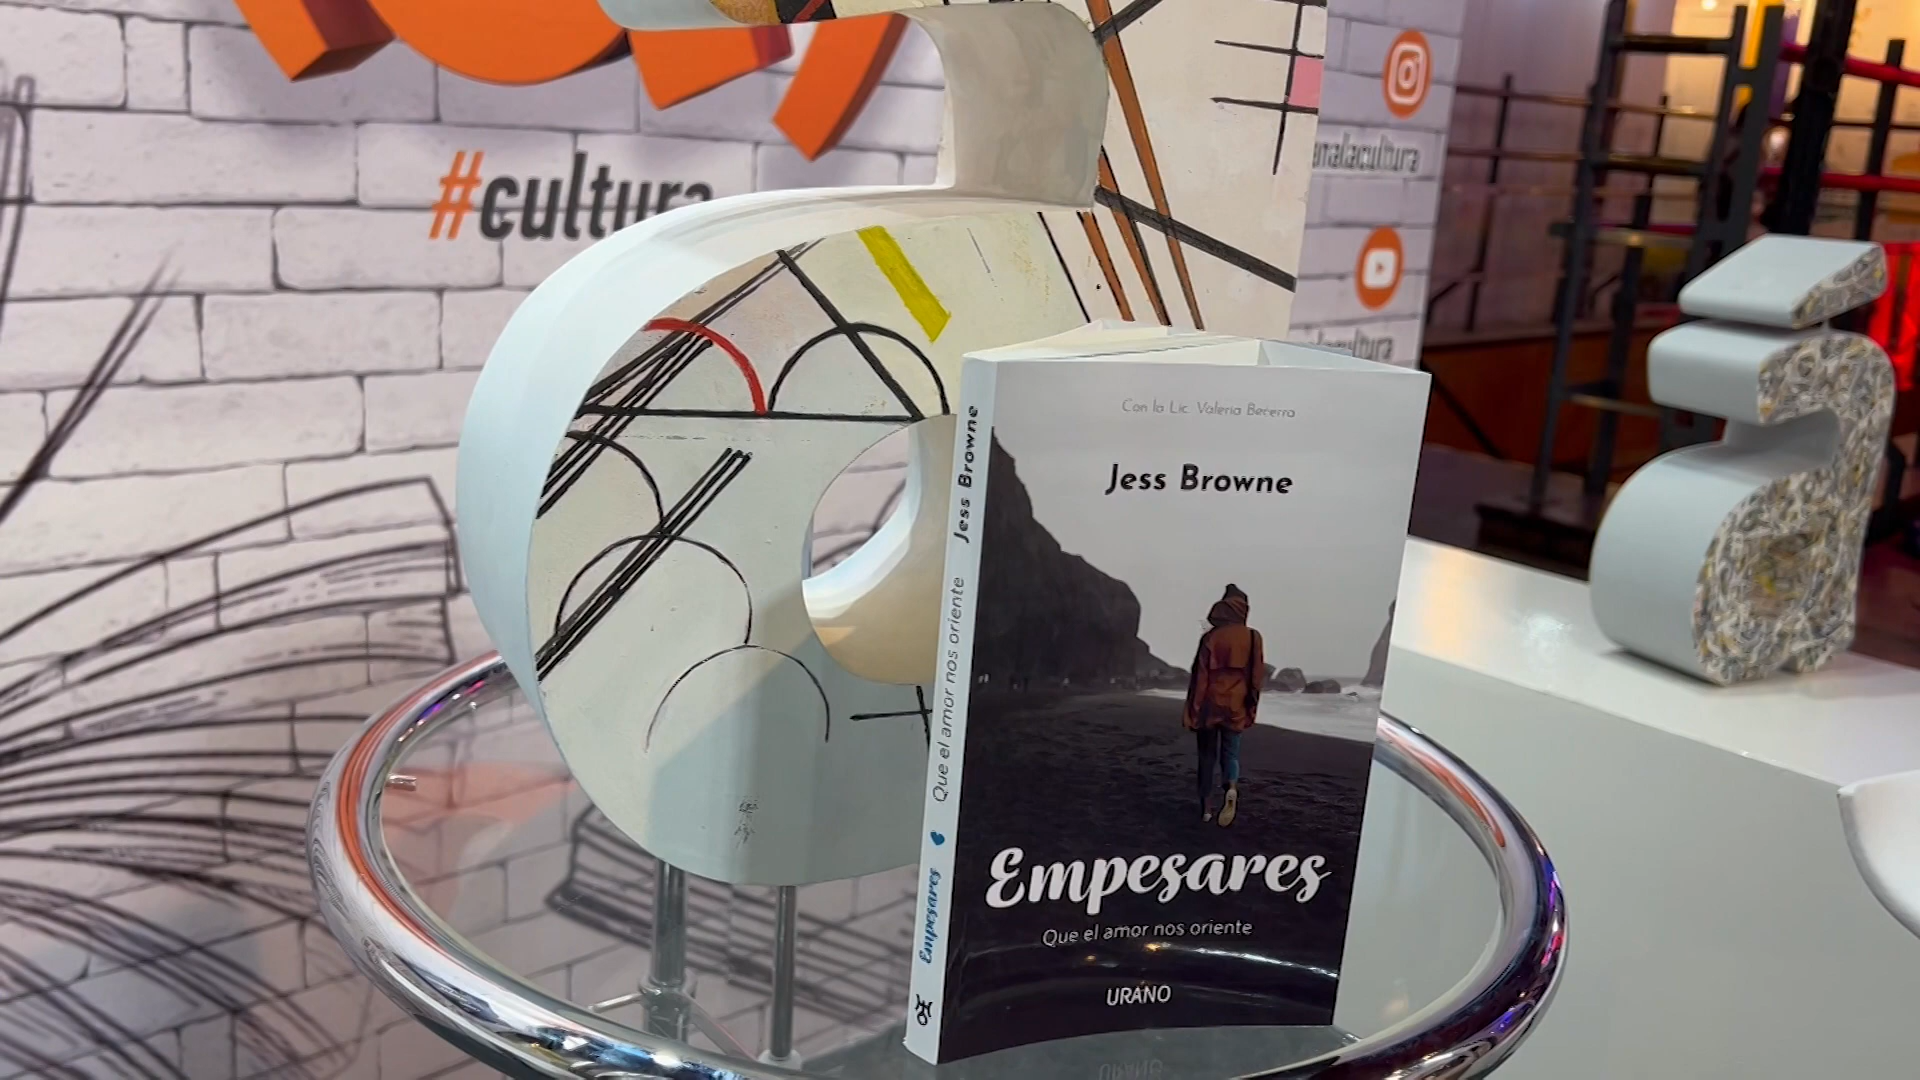 #cultura
Con la Lic. Valeria Becerra
Jess Browne
Empesares
Que el amor nos oriente
URANO
Jess Browne
Que el amor nos oriente
Empesares
URANO